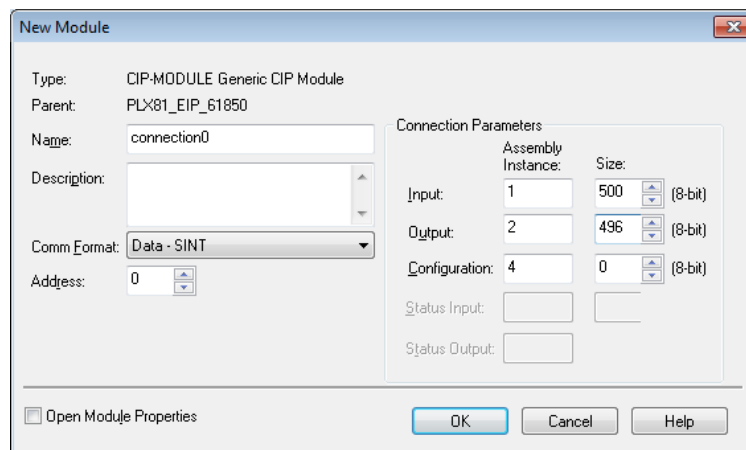 New Module
Type: CIP-MODULE Generic CIP Module
Parent: PLX81_EIP_61850
Name: connection0
Description:
Comm Format: Data - SINT
Address: 0
Connection Parameters
Assembly Instance: Size:
Input: 1 500 (8-bit)
Output: 2 496 (8-bit)
Configuration: 4 0 (8-bit)
Status Input:
Status Output:
Open Module Properties
OK Cancel Help